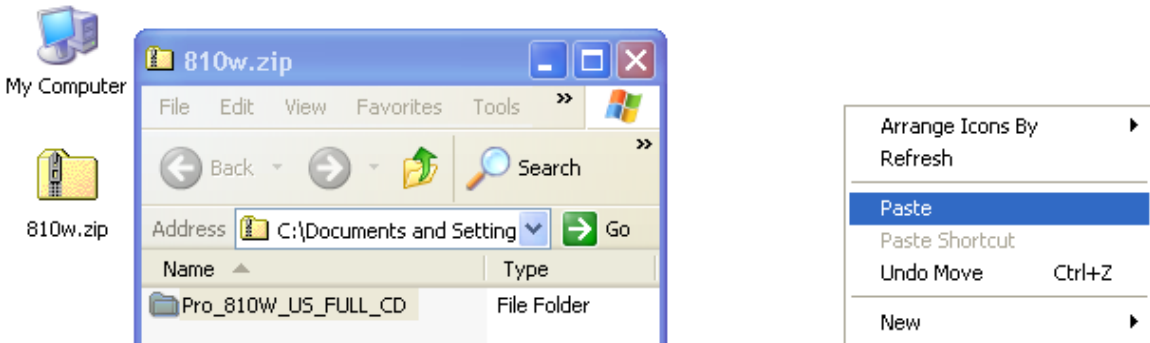 My Computer
810w.zip
810w.zip
File Edit View Favorites Tools »
Back Search »
Address C:\Documents and Setting Go
Name Type
Pro_810W_US_FULL_CD File Folder
Arrange Icons By
Refresh
Paste
Paste Shortcut
Undo Move Ctrl+Z
New